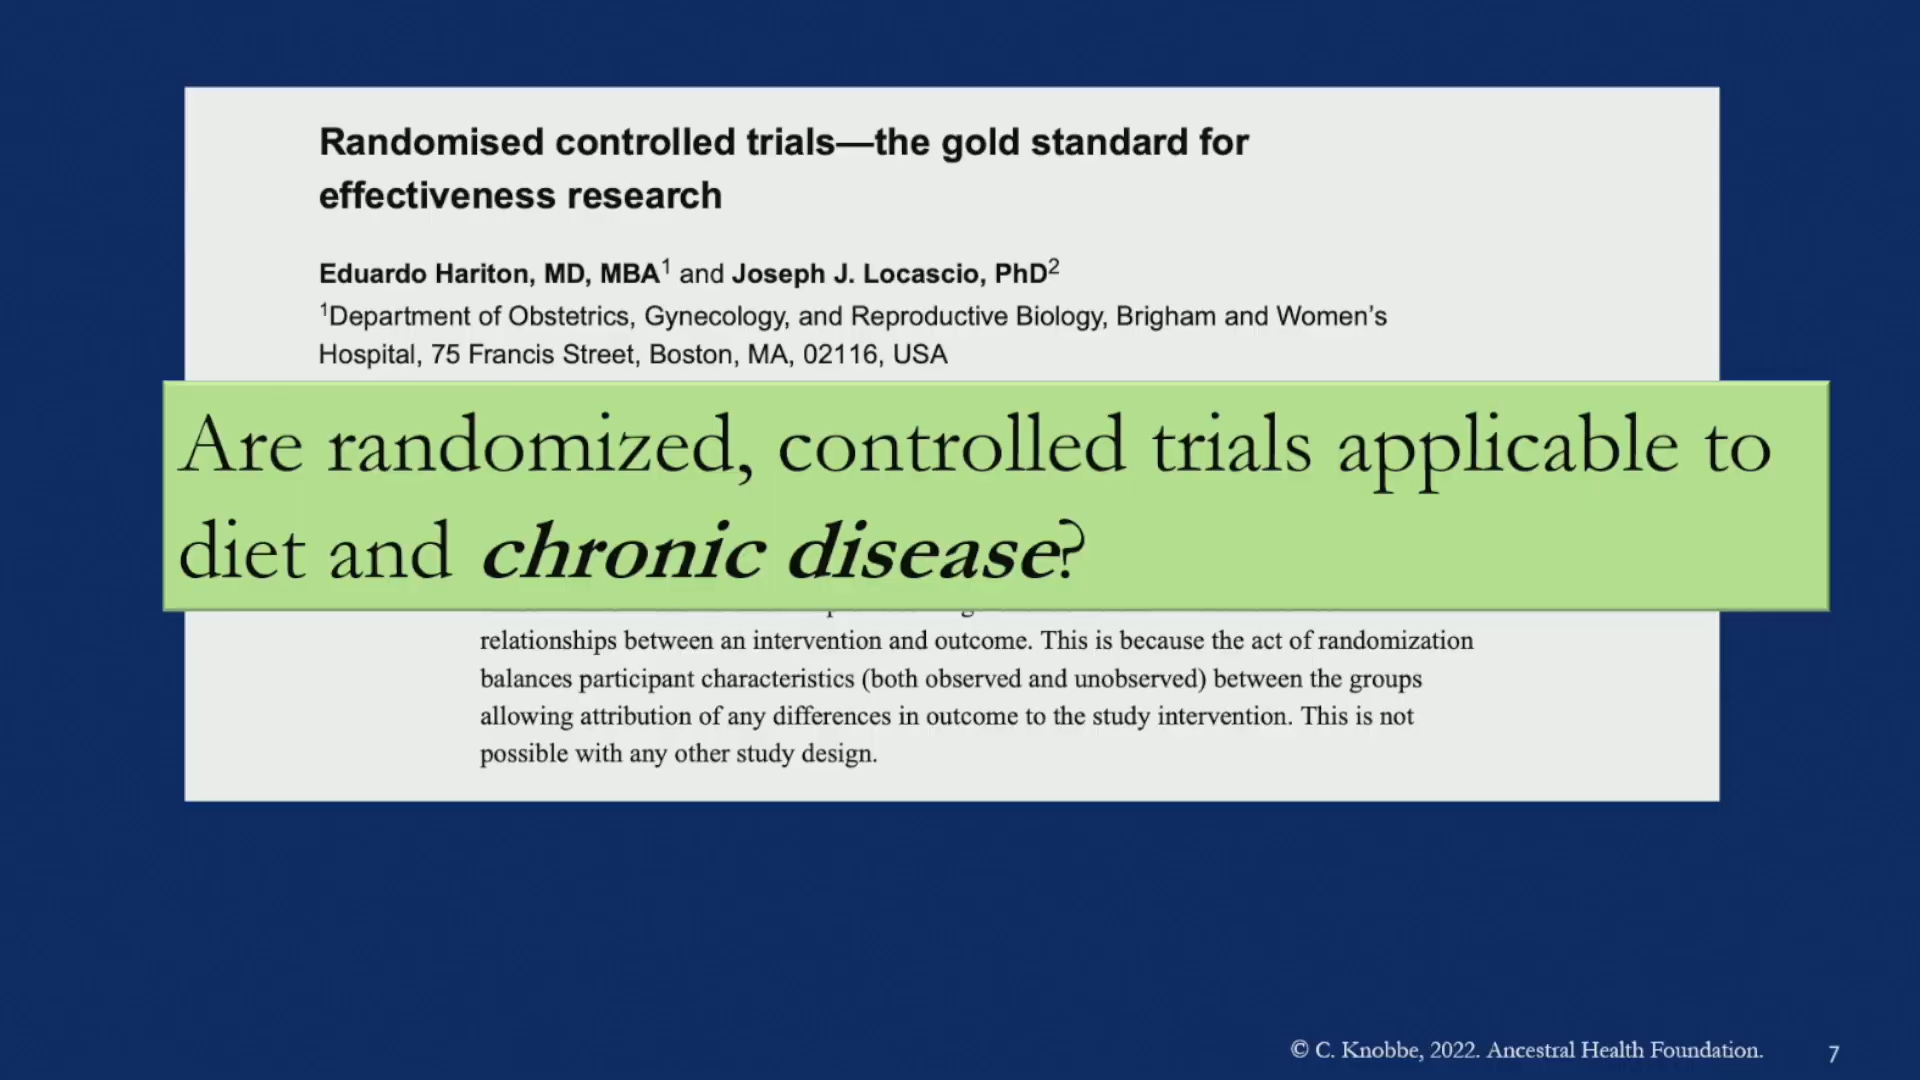 Randomised controlled trials—the gold standard for
effectiveness research
Eduardo Hariton, MD, MBA1 and Joseph J. Locascio, PhD2
1Department of Obstetrics, Gynecology, and Reproductive Biology, Brigham and Women's
Hospital, 75 Francis Street, Boston, MA, 02116, USA
Are randomized, controlled trials applicable to
diet and chronic disease?
relationships between an intervention and outcome. This is because the act of randomization
balances participant characteristics (both observed and unobserved) between the groups
allowing attribution of any differences in outcome to the study intervention. This is not
possible with any other study design.
© C. Knobbe, 2022. Ancestral Health Foundation.
7